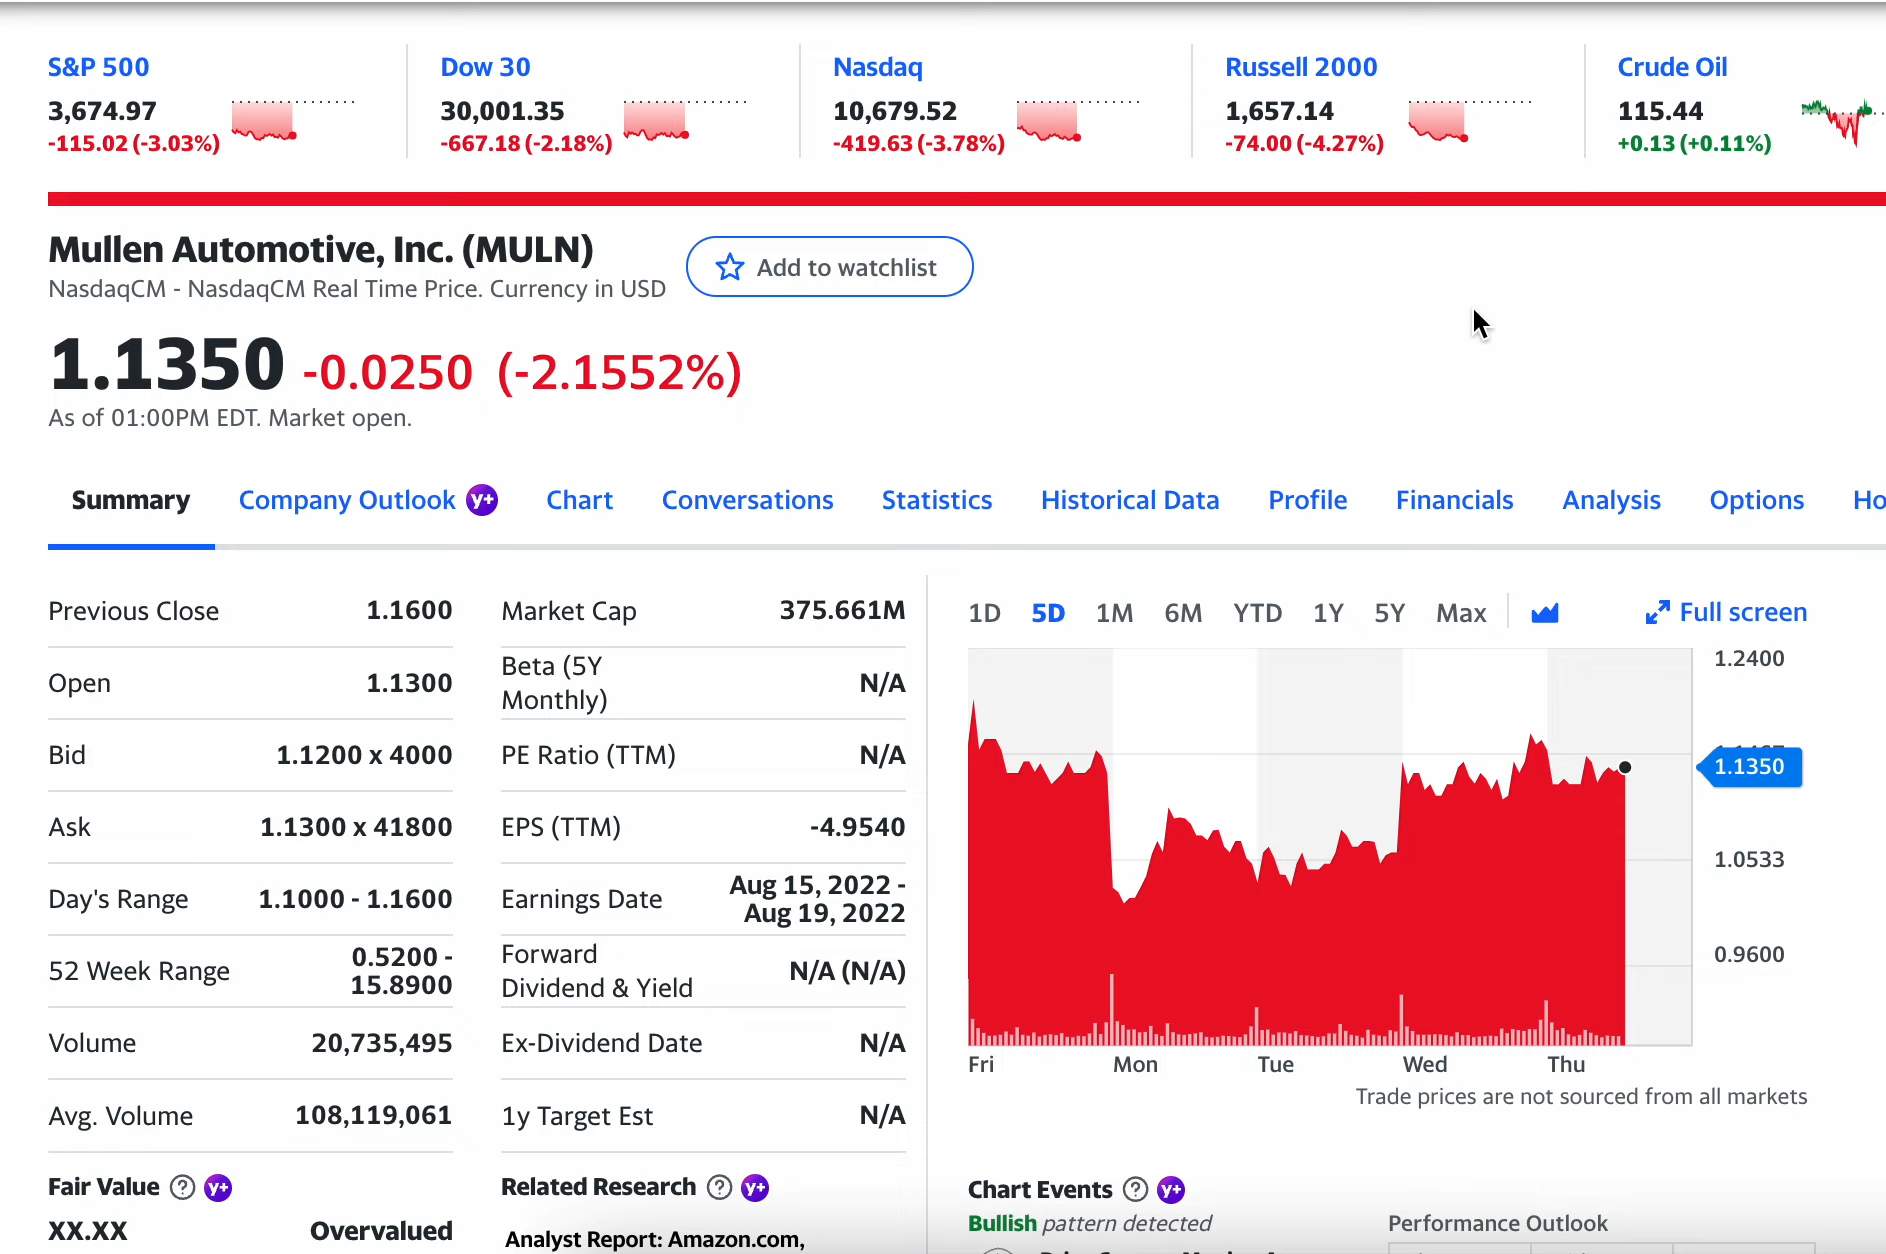 S&P 500
3,674.97
-115.02 (-3.03%)
Dow 30
30,001.35
-667.18 (-2.18%)
Nasdaq
10,679.52
-419.63 (-3.78%)
Russell 2000
1,657.14
-74.00 (-4.27%)
Crude Oil
115.44
+0.13 (+0.11%)
Mullen Automotive, Inc. (MULN)
NasdaqCM - NasdaqCM Real Time Price. Currency in USD
Add to watchlist
1.1350 -0.0250 (-2.1552%)
As of 01:00PM EDT. Market open.
Summary
Company Outlook y+
Chart
Conversations
Statistics
Historical Data
Profile
Financials
Analysis
Options
Ho
Previous Close 1.1600
Open 1.1300
Bid 1.1200 x 4000
Ask 1.1300 x 41800
Day's Range 1.1000 - 1.1600
52 Week Range 0.5200 -
15.8900
Volume 20,735,495
Avg. Volume 108,119,061
Market Cap 375.661M
Beta (5Y
Monthly) N/A
PE Ratio (TTM) N/A
EPS (TTM) -4.9540
Earnings Date Aug 15, 2022 -
Aug 19, 2022
Forward
Dividend & Yield N/A (N/A)
Ex-Dividend Date N/A
1y Target Est N/A
1D 5D 1M 6M YTD 1Y 5Y Max
Full screen
1.2400
1.1350
1.0533
0.9600
Fri Mon Tue Wed Thu
Trade prices are not sourced from all markets
Fair Value ? y+
XX.XX Overvalued
Related Research ? y+
Analyst Report: Amazon.com,
Chart Events ? y+
Bullish pattern detected
Performance Outlook